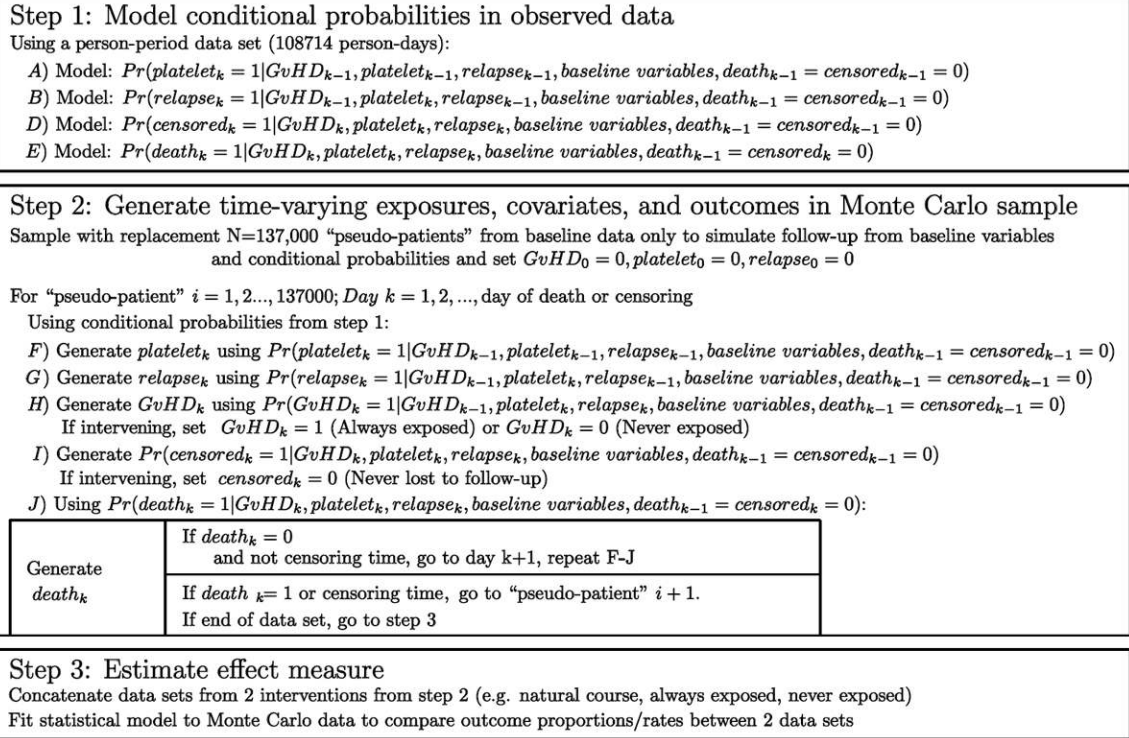 Step 1: Model conditional probabilities in observed data
Using a person-period data set (108714 person-days):
A) Model: Pr(platelet_k = 1|GvHD_{k−1}, platelet_{k−1}, relapse_{k−1}, baseline variables, death_{k−1} = censored_{k−1} = 0)
B) Model: Pr(relapse_k = 1|GvHD_{k−1}, platelet_k, relapse_{k−1}, baseline variables, death_{k−1} = censored_{k−1} = 0)
D) Model: Pr(censored_k = 1|GvHD_k, platelet_k, relapse_k, baseline variables, death_{k−1} = censored_{k−1} = 0)
E) Model: Pr(death_k = 1|GvHD_k, platelet_k, relapse_k, baseline variables, death_{k−1} = censored_k = 0)
Step 2: Generate time-varying exposures, covariates, and outcomes in Monte Carlo sample
Sample with replacement N=137,000 “pseudo-patients” from baseline data only to simulate follow-up from baseline variables
and conditional probabilities and set GvHD_0 = 0, platelet_0 = 0, relapse_0 = 0
For “pseudo-patient” i = 1, 2..., 137000; Day k = 1, 2, ..., day of death or censoring
Using conditional probabilities from step 1:
F) Generate platelet_k using Pr(platelet_k = 1|GvHD_{k−1}, platelet_{k−1}, relapse_{k−1}, baseline variables, death_{k−1} = censored_{k−1} = 0)
G) Generate relapse_k using Pr(relapse_k = 1|GvHD_{k−1}, platelet_k, relapse_{k−1}, baseline variables, death_{k−1} = censored_{k−1} = 0)
H) Generate GvHD_k using Pr(GvHD_k = 1|GvHD_{k−1}, platelet_k, relapse_k, baseline variables, death_{k−1} = censored_{k−1} = 0)
If intervening, set GvHD_k = 1 (Always exposed) or GvHD_k = 0 (Never exposed)
I) Generate Pr(censored_k = 1|GvHD_k, platelet_k, relapse_k, baseline variables, death_{k−1} = censored_{k−1} = 0)
If intervening, set censored_k = 0 (Never lost to follow-up)
J) Using Pr(death_k = 1|GvHD_k, platelet_k, relapse_k, baseline variables, death_{k−1} = censored_k = 0):
Generate
death_k
If death_k = 0
and not censoring time, go to day k+1, repeat F-J
If death _k= 1 or censoring time, go to “pseudo-patient” i + 1.
If end of data set, go to step 3
Step 3: Estimate effect measure
Concatenate data sets from 2 interventions from step 2 (e.g. natural course, always exposed, never exposed)
Fit statistical model to Monte Carlo data to compare outcome proportions/rates between 2 data sets